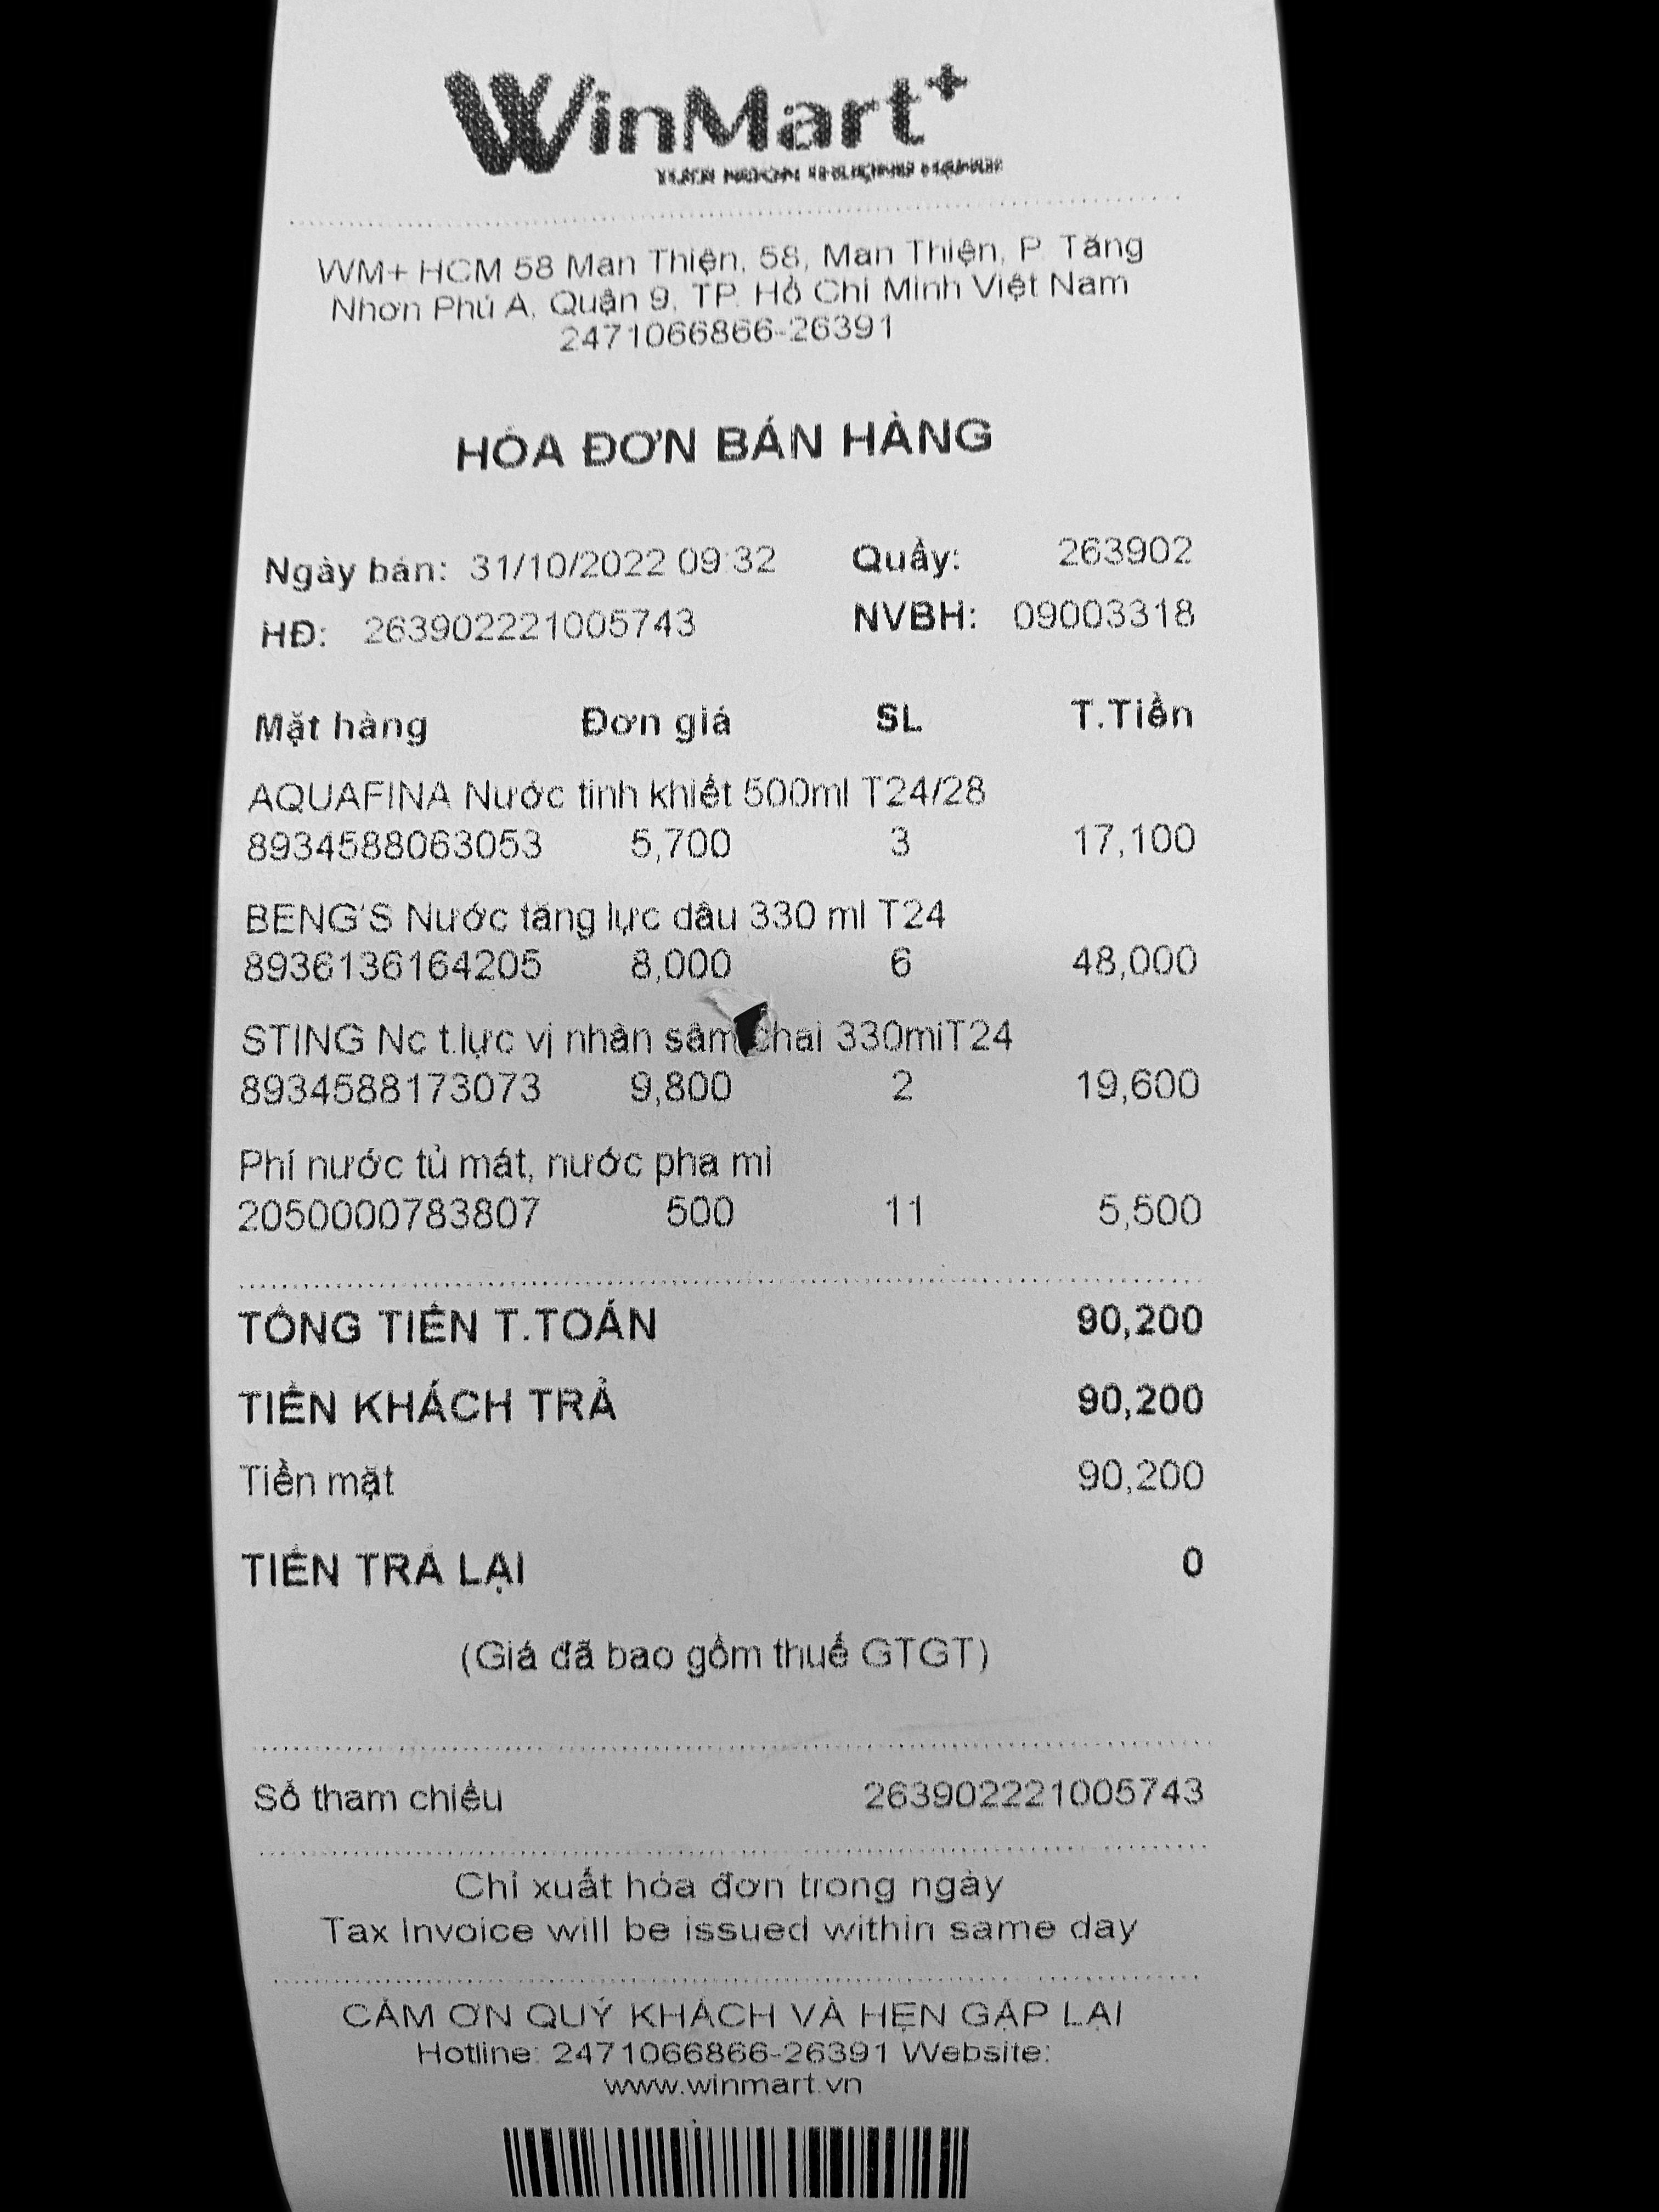 WinMart+
WM+ HCM 58 Man Thiện, 58, Man Thiện, P. Tăng
Nhơn Phú A, Quận 9, TP. Hồ Chí Minh Việt Nam
2471066866-26391
HÓA ĐƠN BÁN HÀNG
Ngày bán: 31/10/2022 09:32 Quầy: 263902
HĐ: 263902221005743 NVBH: 09003318
Mặt hàng Đơn giá SL T.Tiền
AQUAFINA Nước tinh khiết 500ml T24/28
8934588063053 5,700 3 17,100
BENG'S Nước tăng lực dâu 330 ml T24
8936136164205 8,000 6 48,000
STING Nc t.lực vị nhân sâm chai 330mlT24
8934588173073 9,800 2 19,600
Phí nước tủ mát, nước pha mì
2050000783807 500 11 5,500
TỔNG TIỀN T.TOÁN 90,200
TIỀN KHÁCH TRẢ 90,200
Tiền mặt 90,200
TIỀN TRẢ LẠI 0
(Giá đã bao gồm thuế GTGT)
Số tham chiếu 263902221005743
Chỉ xuất hóa đơn trong ngày
Tax Invoice will be issued within same day
CẢM ƠN QUÝ KHÁCH VÀ HẸN GẶP LẠI
Hotline: 2471066866-26391 Website:
www.winmart.vn